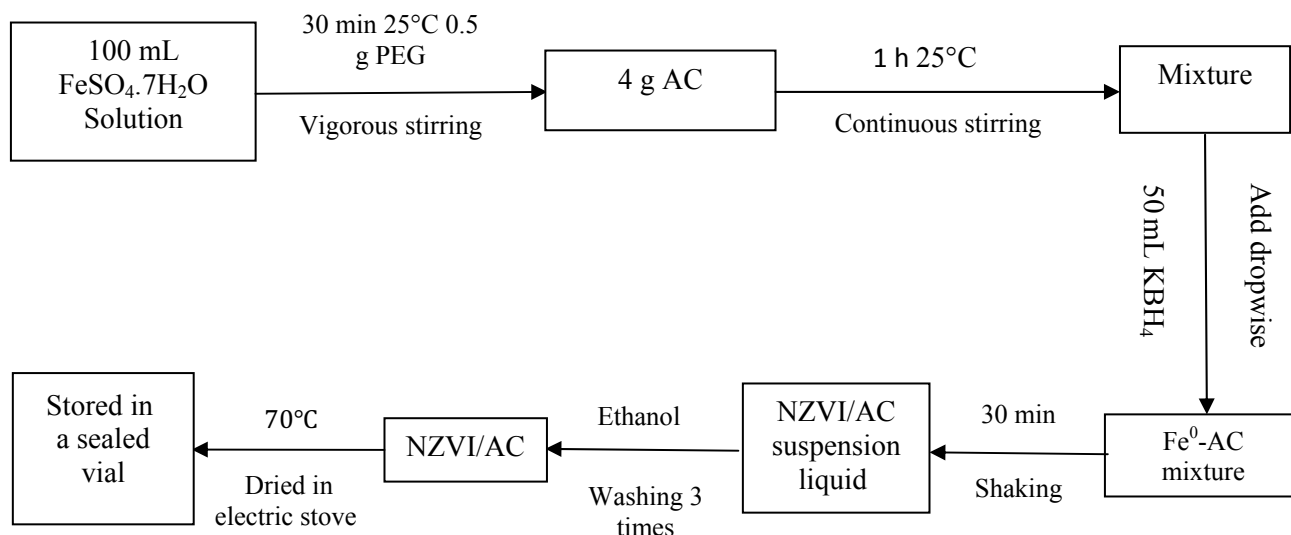 100 mL
FeSO₄.7H₂O
Solution
30 min 25°C 0.5
g PEG
Vigorous stirring
4 g AC
1 h 25°C
Continuous stirring
Mixture
Add dropwise
50 mL KBH₄
Fe⁰-AC
mixture
30 min
Shaking
NZVI/AC
suspension
liquid
Ethanol
Washing 3
times
NZVI/AC
70°C
Dried in
electric stove
Stored in
a sealed
vial